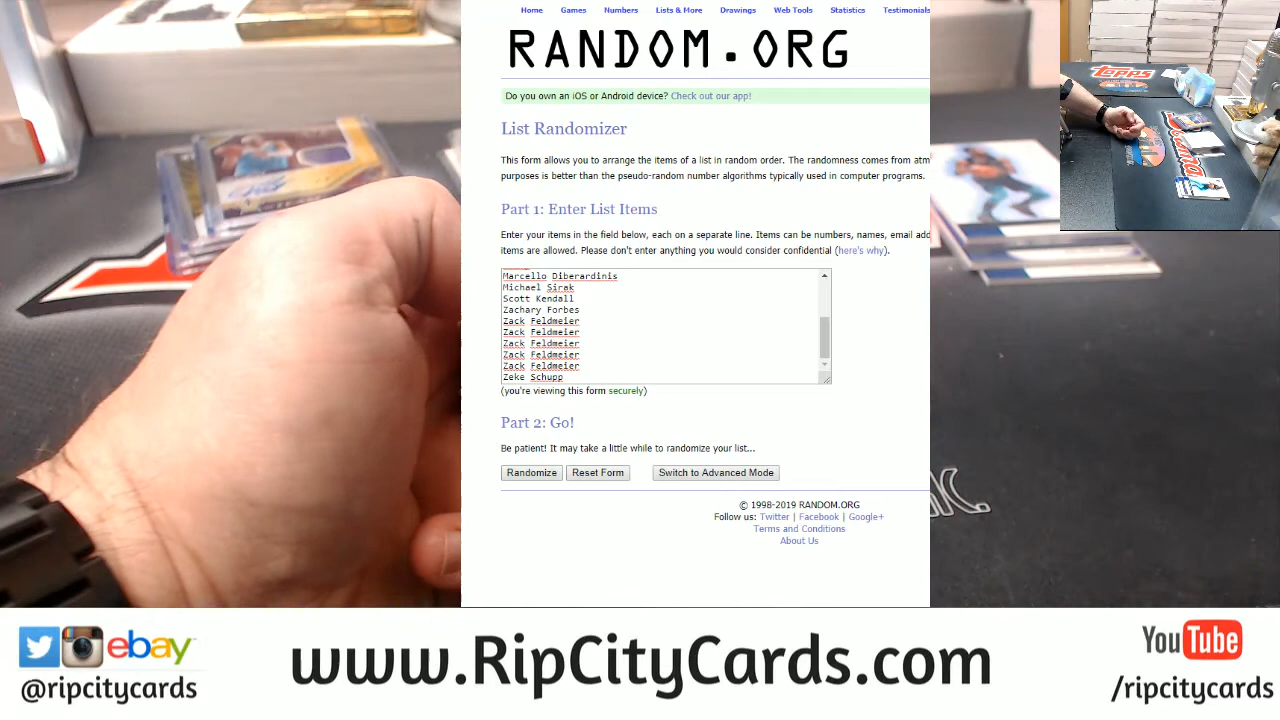 Home Games Numbers Lists & More Drawings Web Tools Statistics Testimonials
RANDOM.ORG
Do you own an iOS or Android device? Check out our app!
List Randomizer
This form allows you to arrange the items of a list in random order. The randomness comes from atm
purposes is better than the pseudo-random number algorithms typically used in computer programs.
Part 1: Enter List Items
Enter your items in the field below, each on a separate line. Items can be numbers, names, email add
items are allowed. Please don't enter anything you would consider confidential (here's why).
Marcello Diberardinis
Michael Sirak
Scott Kendall
Zachary Forbes
Zack Feldmeier
Zack Feldmeier
Zack Feldmeier
Zack Feldmeier
Zack Feldmeier
Zeke Schupp
(you're viewing this form securely)
Part 2: Go!
Be patient! It may take a little while to randomize your list...
Randomize Reset Form Switch to Advanced Mode
© 1998-2019 RANDOM.ORG
Follow us: Twitter | Facebook | Google+
Terms and Conditions
About Us
topps
ebay
@ripcitycards
www.RipCityCards.com
YouTube
/ripcitycards